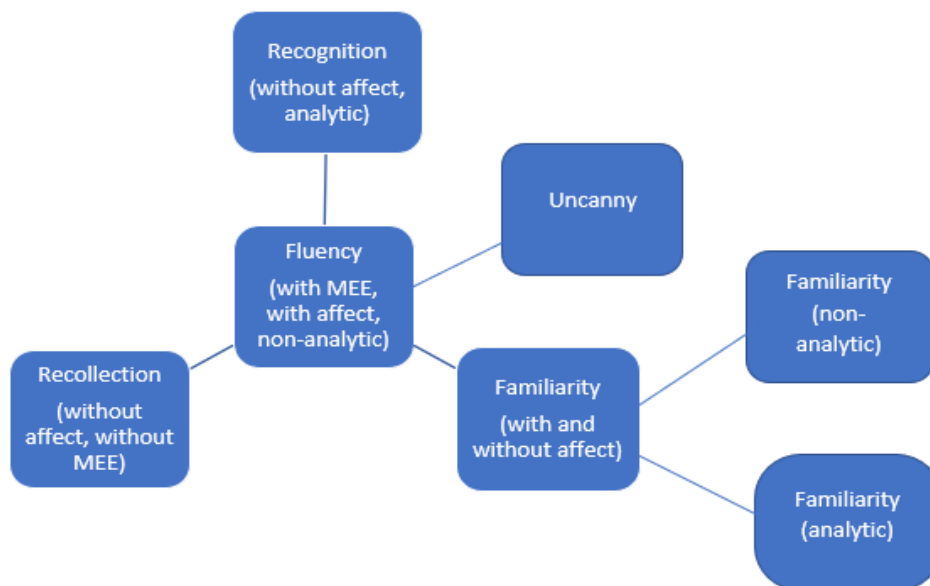 Recognition
(without affect,
analytic)
Uncanny
Fluency
(with MEE,
with affect,
non-analytic)
Familiarity
(non-
analytic)
Recollection
(without
affect, without
MEE)
Familiarity
(with and
without affect)
Familiarity
(analytic)